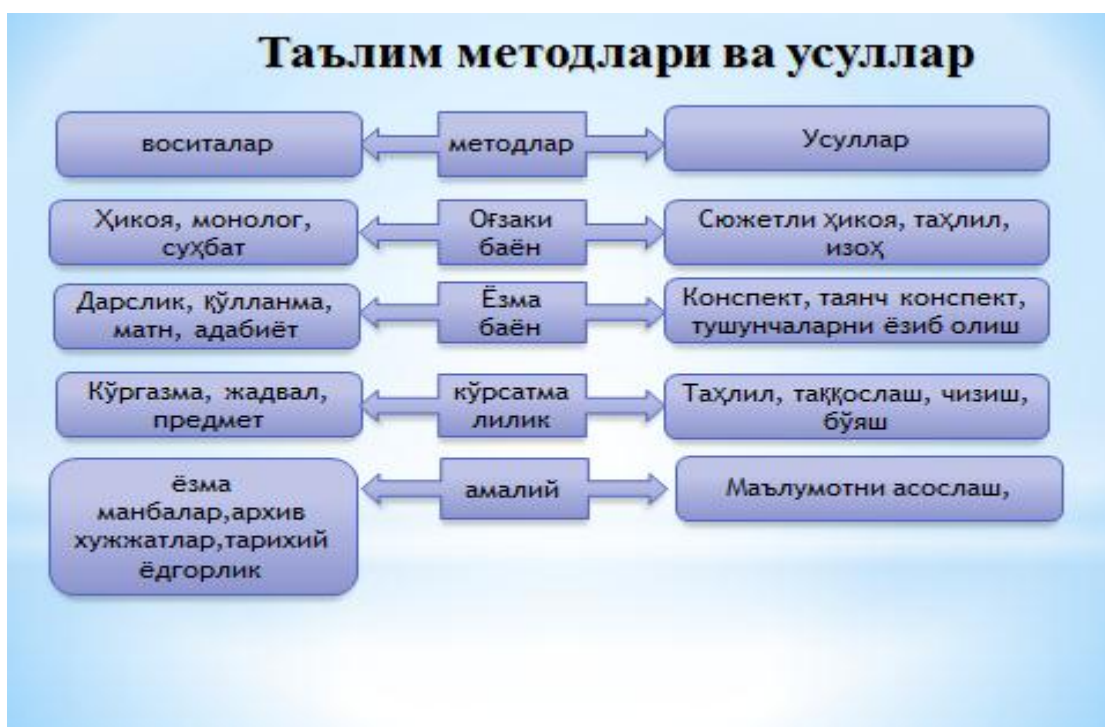 Таълим методлари ва усуллар
воситалар
методлар
Усуллар
Ҳикоя, монолог,
суҳбат
Оғзаки
баён
Сюжетли ҳикоя, таҳлил,
изоҳ
Дарслик, қўлланма,
матн, адабиёт
Ёзма
баён
Конспект, таянч конспект,
тушунчаларни ёзиб олиш
Кўргазма, жадвал,
предмет
кўрсатма
лилик
Таҳлил, таққослаш, чизиш,
бўяш
ёзма
манбалар,архив
хужжатлар,тарихий
ёдгорлик
амалий
Маълумотни асослаш,